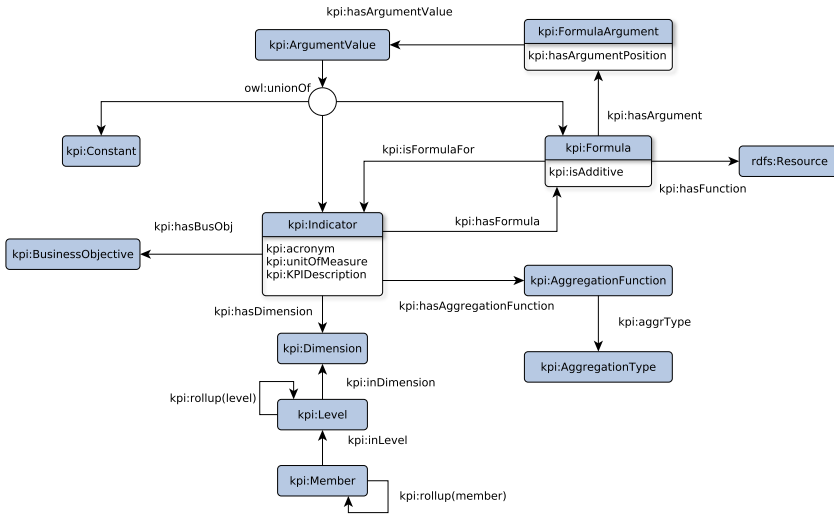 kpi:hasArgumentValue
kpi:FormulaArgument
kpi:hasArgumentPosition
kpi:ArgumentValue
owl:unionOf
kpi:hasArgument
kpi:Constant
kpi:isFormulaFor
kpi:Formula
kpi:isAdditive
rdfs:Resource
kpi:hasFunction
kpi:hasBusObj
kpi:Indicator
kpi:acronym
kpi:unitOfMeasure
kpi:KPIDescription
kpi:hasFormula
kpi:BusinessObjective
kpi:AggregationFunction
kpi:hasAggregationFunction
kpi:hasDimension
kpi:aggrType
kpi:Dimension
kpi:AggregationType
kpi:inDimension
kpi:rollup(level)
kpi:Level
kpi:inLevel
kpi:Member
kpi:rollup(member)